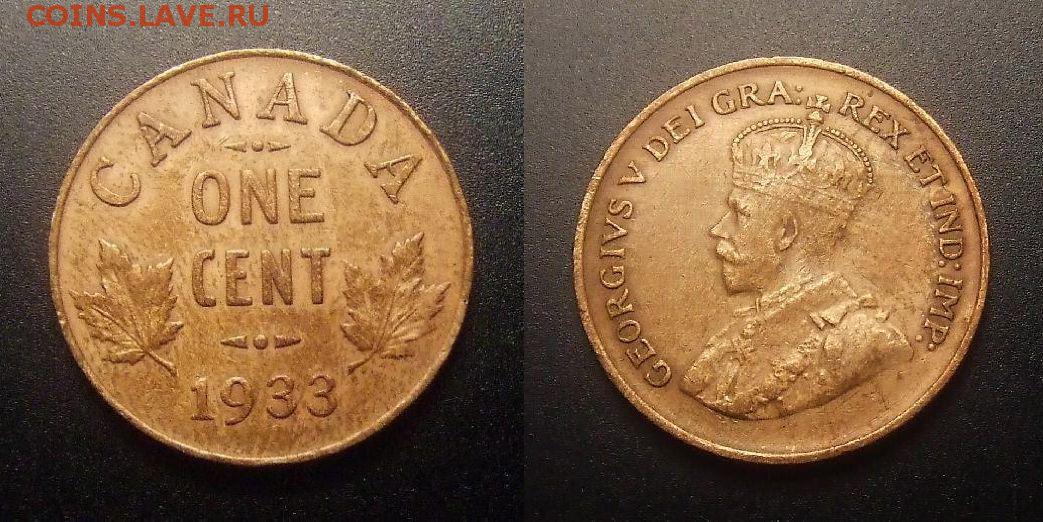 COINS.LAVE.RU
CANADA
ONE
CENT
1933
GEORGIVS V DEI GRA: REX ET IND: IMP: